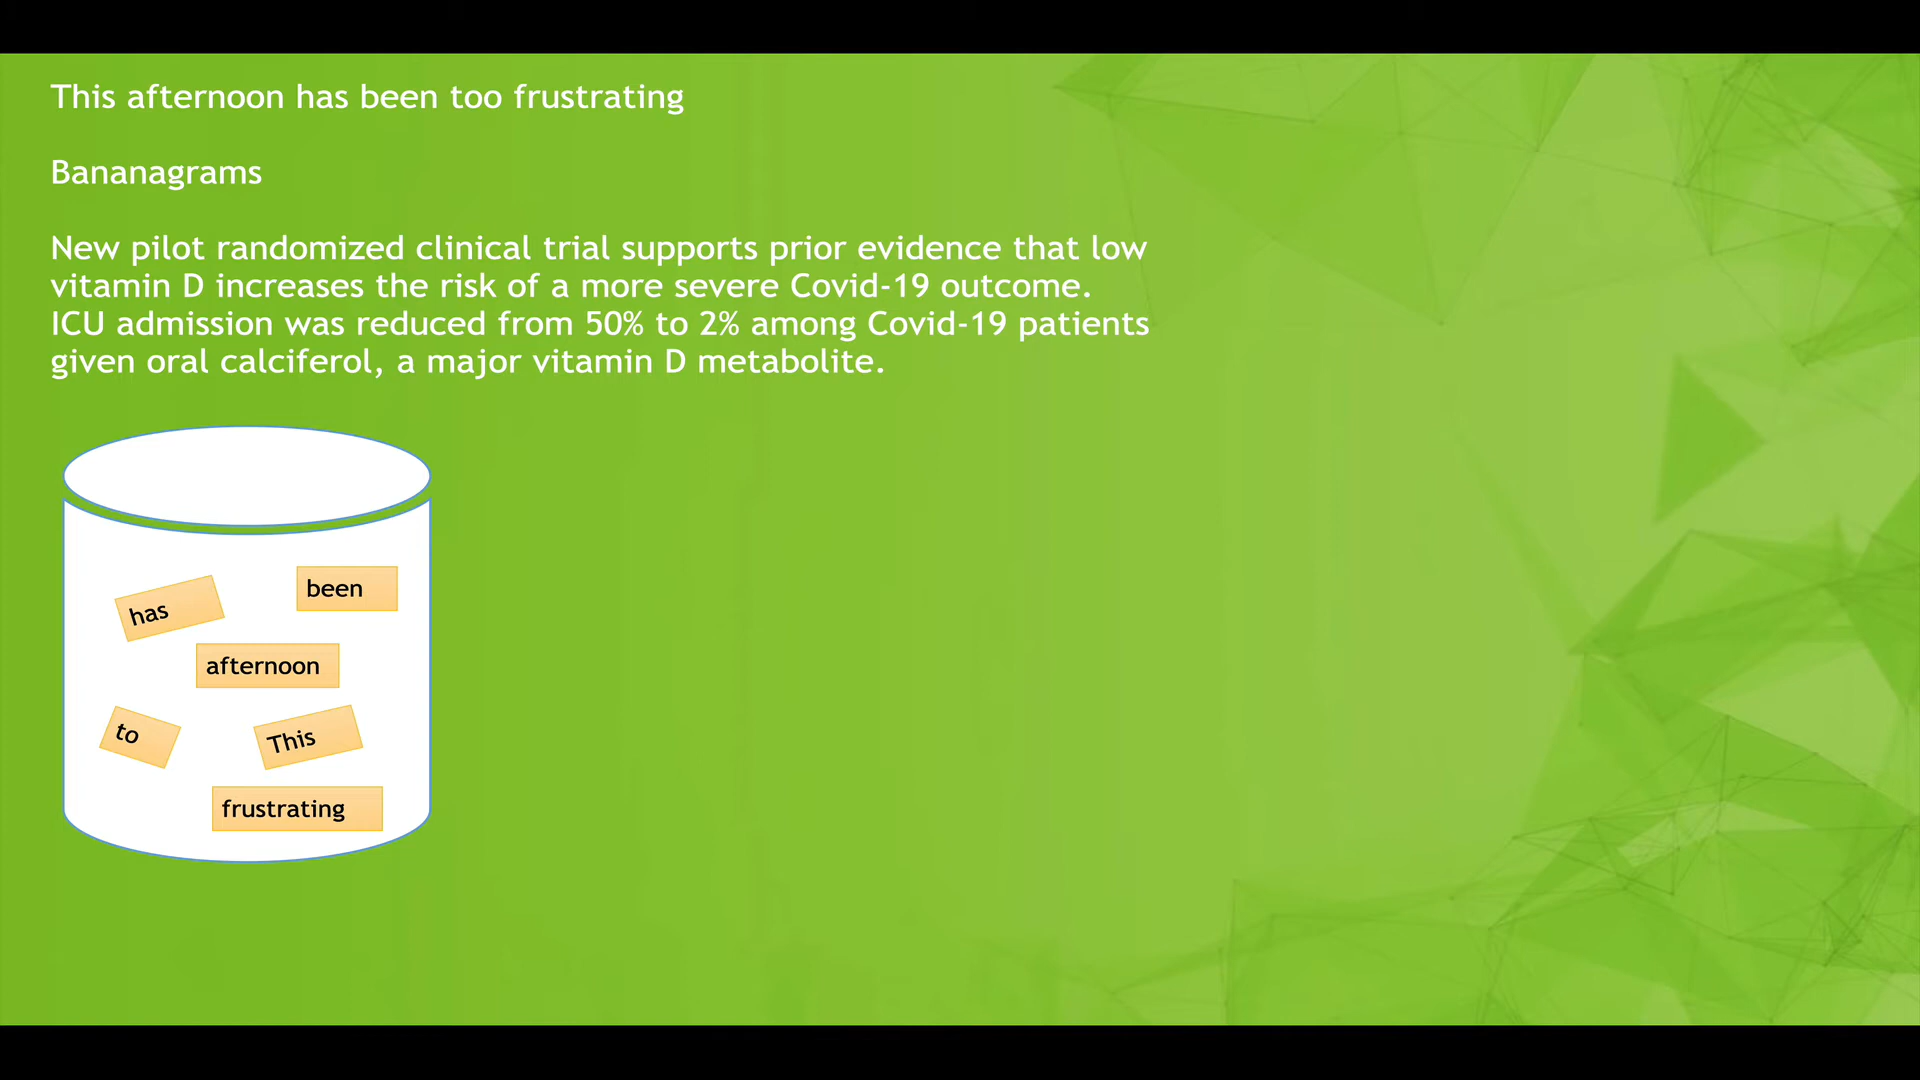 This afternoon has been too frustrating
Bananagrams
New pilot randomized clinical trial supports prior evidence that low
vitamin D increases the risk of a more severe Covid-19 outcome.
ICU admission was reduced from 50% to 2% among Covid-19 patients
given oral calciferol, a major vitamin D metabolite.
has
been
afternoon
to
This
frustrating